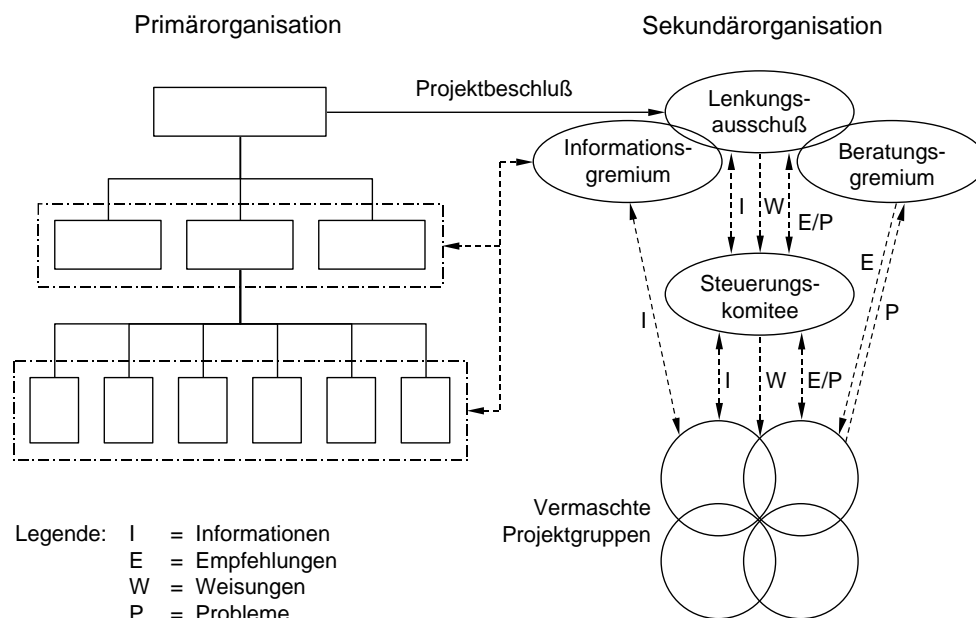 Primärorganisation
Sekundärorganisation
Projektbeschluß
Lenkungs-
ausschuß
Informations-
gremium
Beratungs-
gremium
I
W
E/P
Steuerungs-
komitee
I
E
P
I
W
E/P
Vermaschte
Projektgruppen
Legende: I = Informationen
E = Empfehlungen
W = Weisungen
P = Probleme